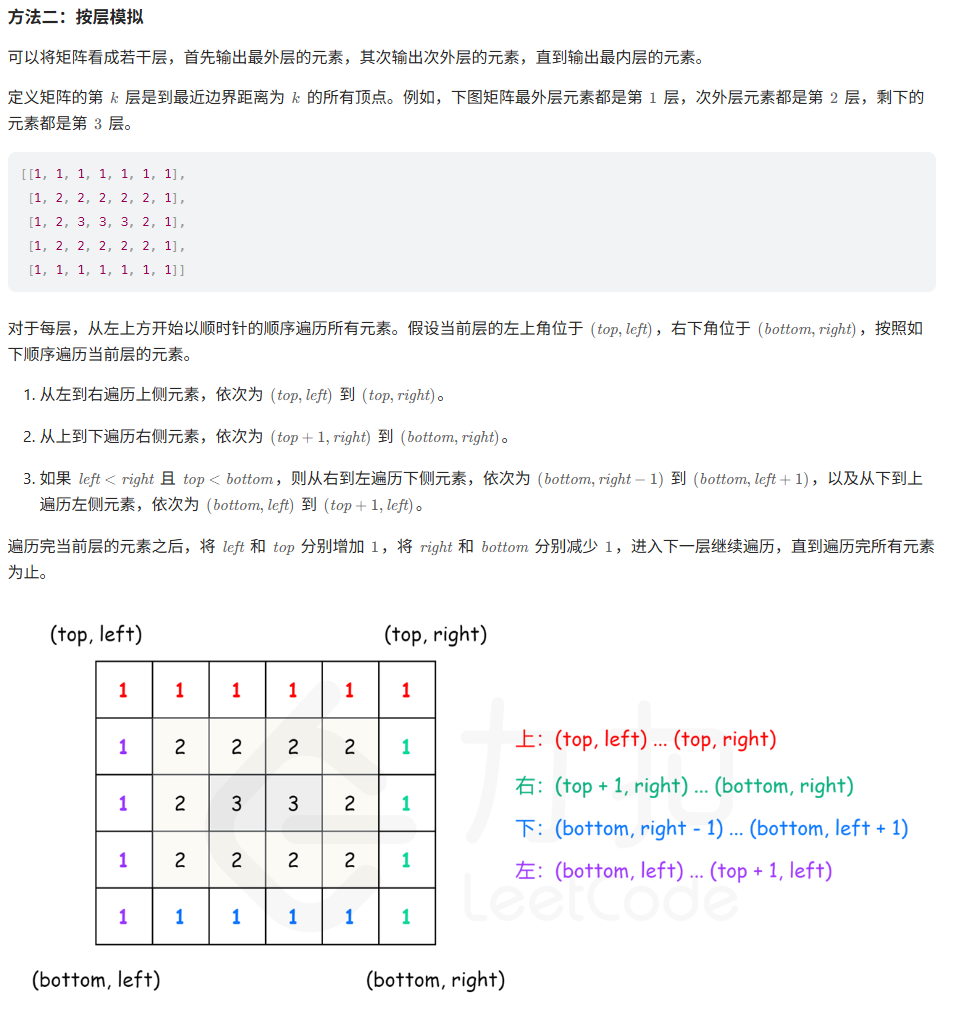 方法二：按层模拟
可以将矩阵看成若干层，首先输出最外层的元素，其次输出次外层的元素，直到输出最内层的元素。
定义矩阵的第 k 层是到最近边界距离为 k 的所有顶点。例如，下图矩阵最外层元素都是第 1 层，次外层元素都是第 2 层，剩下的
元素都是第 3 层。
[[1, 1, 1, 1, 1, 1, 1],
[1, 2, 2, 2, 2, 2, 1],
[1, 2, 3, 3, 3, 2, 1],
[1, 2, 2, 2, 2, 2, 1],
[1, 1, 1, 1, 1, 1, 1]]
对于每层，从左上方开始以顺时针的顺序遍历所有元素。假设当前层的左上角位于 (top, left)，右下角位于 (bottom, right)，按照如
下顺序遍历当前层的元素。
1. 从左到右遍历上侧元素，依次为 (top, left) 到 (top, right)。
2. 从上到下遍历右侧元素，依次为 (top + 1, right) 到 (bottom, right)。
3. 如果 left < right 且 top < bottom，则从右到左遍历下侧元素，依次为 (bottom, right − 1) 到 (bottom, left + 1)，以及从下到上
遍历左侧元素，依次为 (bottom, left) 到 (top + 1, left)。
遍历完当前层的元素之后，将 left 和 top 分别增加 1，将 right 和 bottom 分别减少 1，进入下一层继续遍历，直到遍历完所有元素
为止。
(top, left) (top, right)
1 1 1 1 1 1
1 2 2 2 2 1
1 2 3 3 2 1
1 2 2 2 2 1
1 1 1 1 1 1
(bottom, left) (bottom, right)
上：(top, left) ... (top, right)
右：(top + 1, right) ... (bottom, right)
下：(bottom, right - 1) ... (bottom, left + 1)
左：(bottom, left) ... (top + 1, left)
力扣
LeetCode